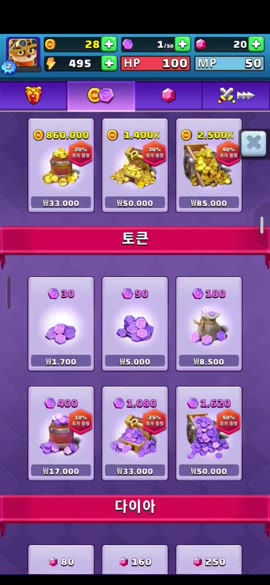 28 1/50 20
495 HP 100 MP 50
860,000 1,400K 2,500K
20% 추가 증정 30% 추가 증정 40% 추가 증정
₩33.000 ₩50.000 ₩85.000
토큰
30 90 180
₩1,700 ₩5.000 ₩8.500
400 1,080 1,620
10% 추가 증정 25% 추가 증정 50% 추가 증정
₩17.000 ₩33.000 ₩50.000
다이아
80 160 250